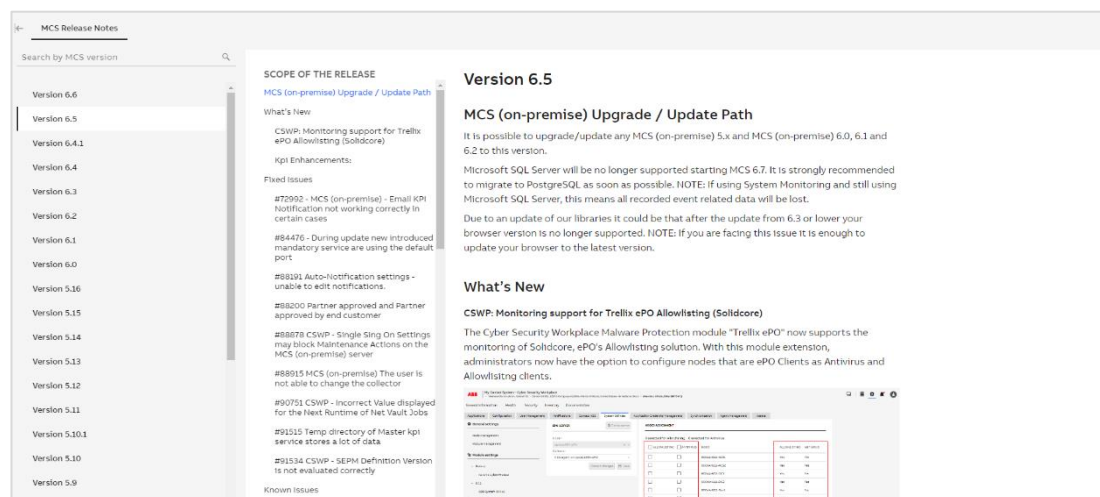 MCS Release Notes
Search by MCS version
Version 6.6
Version 6.5
Version 6.4.1
Version 6.4
Version 6.3
Version 6.2
Version 6.1
Version 6.0
Version 5.16
Version 5.15
Version 5.14
Version 5.13
Version 5.12
Version 5.11
Version 5.10.1
Version 5.10
Version 5.9
SCOPE OF THE RELEASE
MCS (on-premise) Upgrade / Update Path
What's New
CSWP: Monitoring support for Trellix
ePO Allowlisting (Solidcore)
Kpi Enhancements:
Fixed Issues
#72992 - MCS (on-premise) - Email KPI
Notification not working correctly in
certain cases
#84476 - During update new introduced
mandatory service are using the default
port
#88191 Auto-Notification settings -
unable to edit notifications.
#88200 Partner approved and Partner
approved by end customer
#88878 CSWP - Single Sing On Settings
may block Maintenance Actions on the
MCS (on-premise) server
#88915 MCS (on-premise) The user is
not able to change the collector
#90751 CSWP - Incorrect Value displayed
for the Next Runtime of Net Vault Jobs
#91515 Temp directory of Master kpi
service stores a lot of data
#91534 CSWP - SEPM Definition Version
is not evaluated correctly
Known Issues
Version 6.5
MCS (on-premise) Upgrade / Update Path
It is possible to upgrade/update any MCS (on-premise) 5.x and MCS (on-premise) 6.0, 6.1 and
6.2 to this version.
Microsoft SQL Server will be no longer supported starting MCS 6.7. It is strongly recommended
to migrate to PostgreSQL as soon as possible. NOTE: If using System Monitoring and still using
Microsoft SQL Server, this means all recorded event related data will be lost.
Due to an update of our libraries it could be that after the update from 6.3 or lower your
browser version is no longer supported. NOTE: If you are facing this issue it is enough to
update your browser to the latest version.
What's New
CSWP: Monitoring support for Trellix ePO Allowlisting (Solidcore)
The Cyber Security Workplace Malware Protection module "Trellix ePO" now supports the
monitoring of Solidcore, ePO's Allowlisting solution. With this module extension,
administrators now have the option to configure nodes that are ePO Clients as Antivirus and
Allowlisitng clients.
ABB